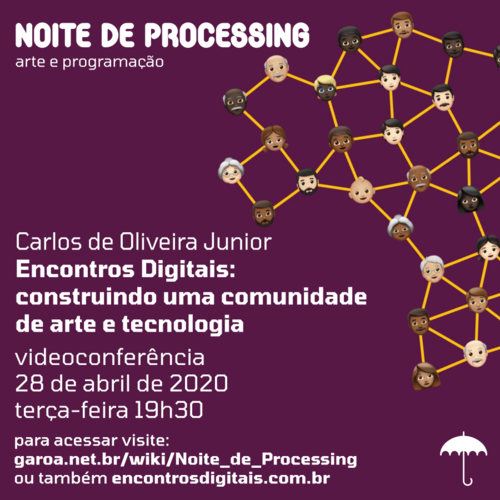 NOITE DE PROCESSING
arte e programação
Carlos de Oliveira Junior
Encontros Digitais:
construindo uma comunidade
de arte e tecnologia
videoconferência
28 de abril de 2020
terça-feira 19h30
para acessar visite:
garoa.net.br/wiki/Noite_de_Processing
ou também encontrosdigitais.com.br